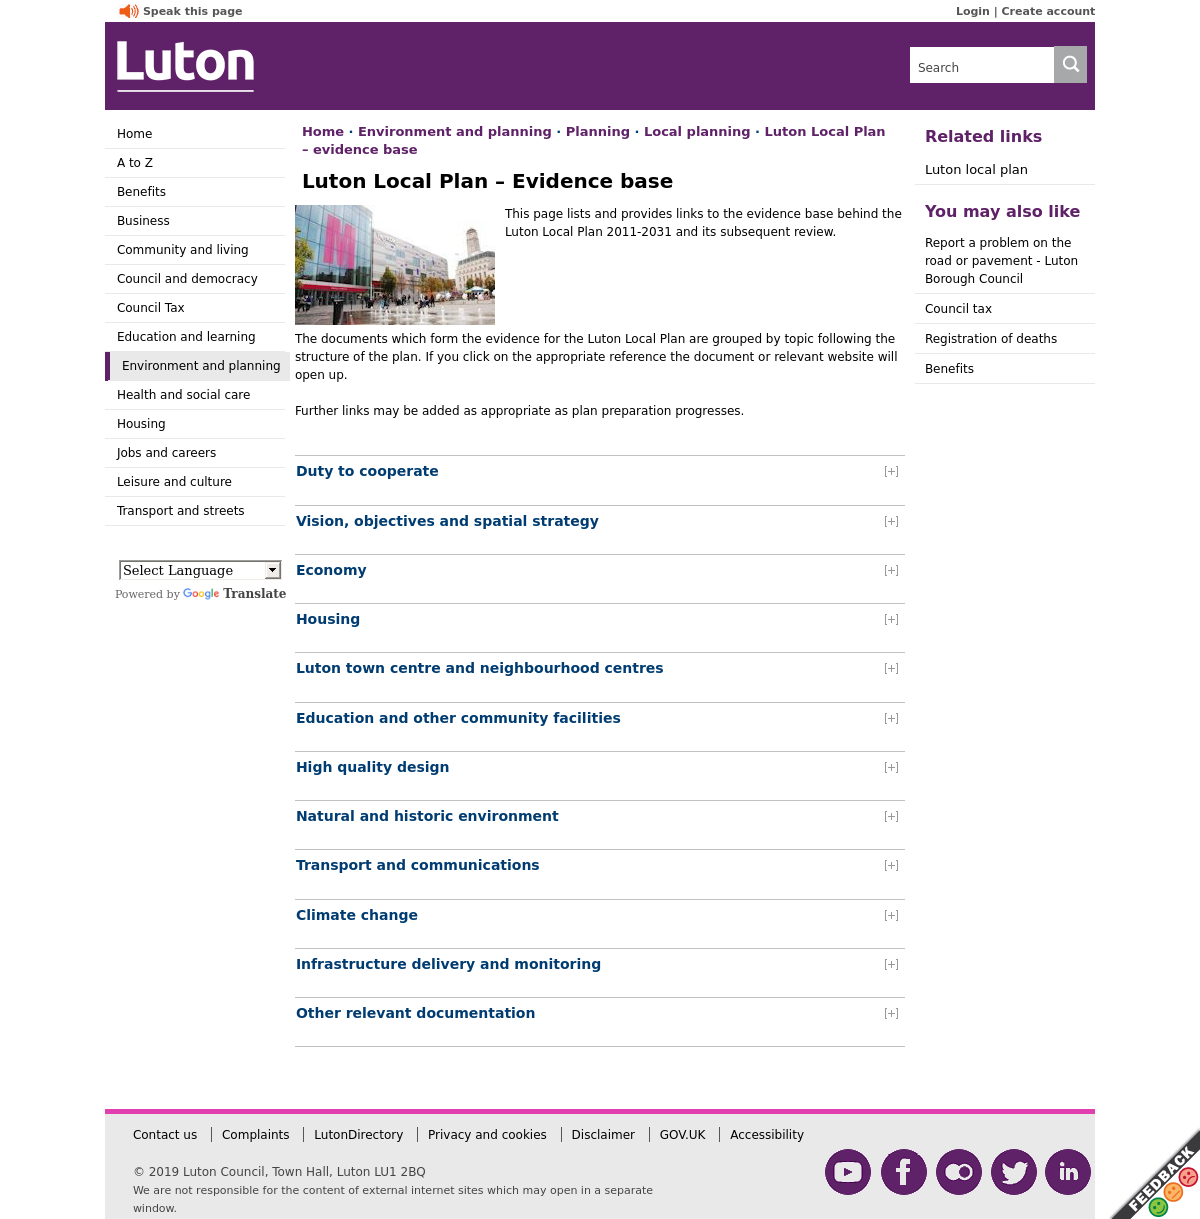 Speak this page
Login | Create account
Luton
Search
Home
A to Z
Benefits
Business
Community and living
Council and democracy
Council Tax
Education and learning
Environment and planning
Health and social care
Housing
Jobs and careers
Leisure and culture
Transport and streets
Select Language
Powered by Google Translate
Home · Environment and planning · Planning · Local planning · Luton Local Plan
– evidence base
Luton Local Plan – Evidence base
This page lists and provides links to the evidence base behind the
Luton Local Plan 2011-2031 and its subsequent review.
The documents which form the evidence for the Luton Local Plan are grouped by topic following the
structure of the plan. If you click on the appropriate reference the document or relevant website will
open up.
Further links may be added as appropriate as plan preparation progresses.
Duty to cooperate [+]
Vision, objectives and spatial strategy [+]
Economy [+]
Housing [+]
Luton town centre and neighbourhood centres [+]
Education and other community facilities [+]
High quality design [+]
Natural and historic environment [+]
Transport and communications [+]
Climate change [+]
Infrastructure delivery and monitoring [+]
Other relevant documentation [+]
Related links
Luton local plan
You may also like
Report a problem on the
road or pavement - Luton
Borough Council
Council tax
Registration of deaths
Benefits
Contact us | Complaints | LutonDirectory | Privacy and cookies | Disclaimer | GOV.UK | Accessibility
© 2019 Luton Council, Town Hall, Luton LU1 2BQ
We are not responsible for the content of external internet sites which may open in a separate
window.
f
in
FEEDBACK